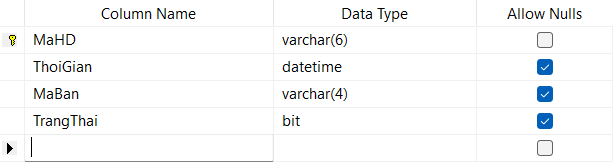 Column Name Data Type Allow Nulls
MaHD varchar(6)
ThoiGian datetime
MaBan varchar(4)
TrangThai bit